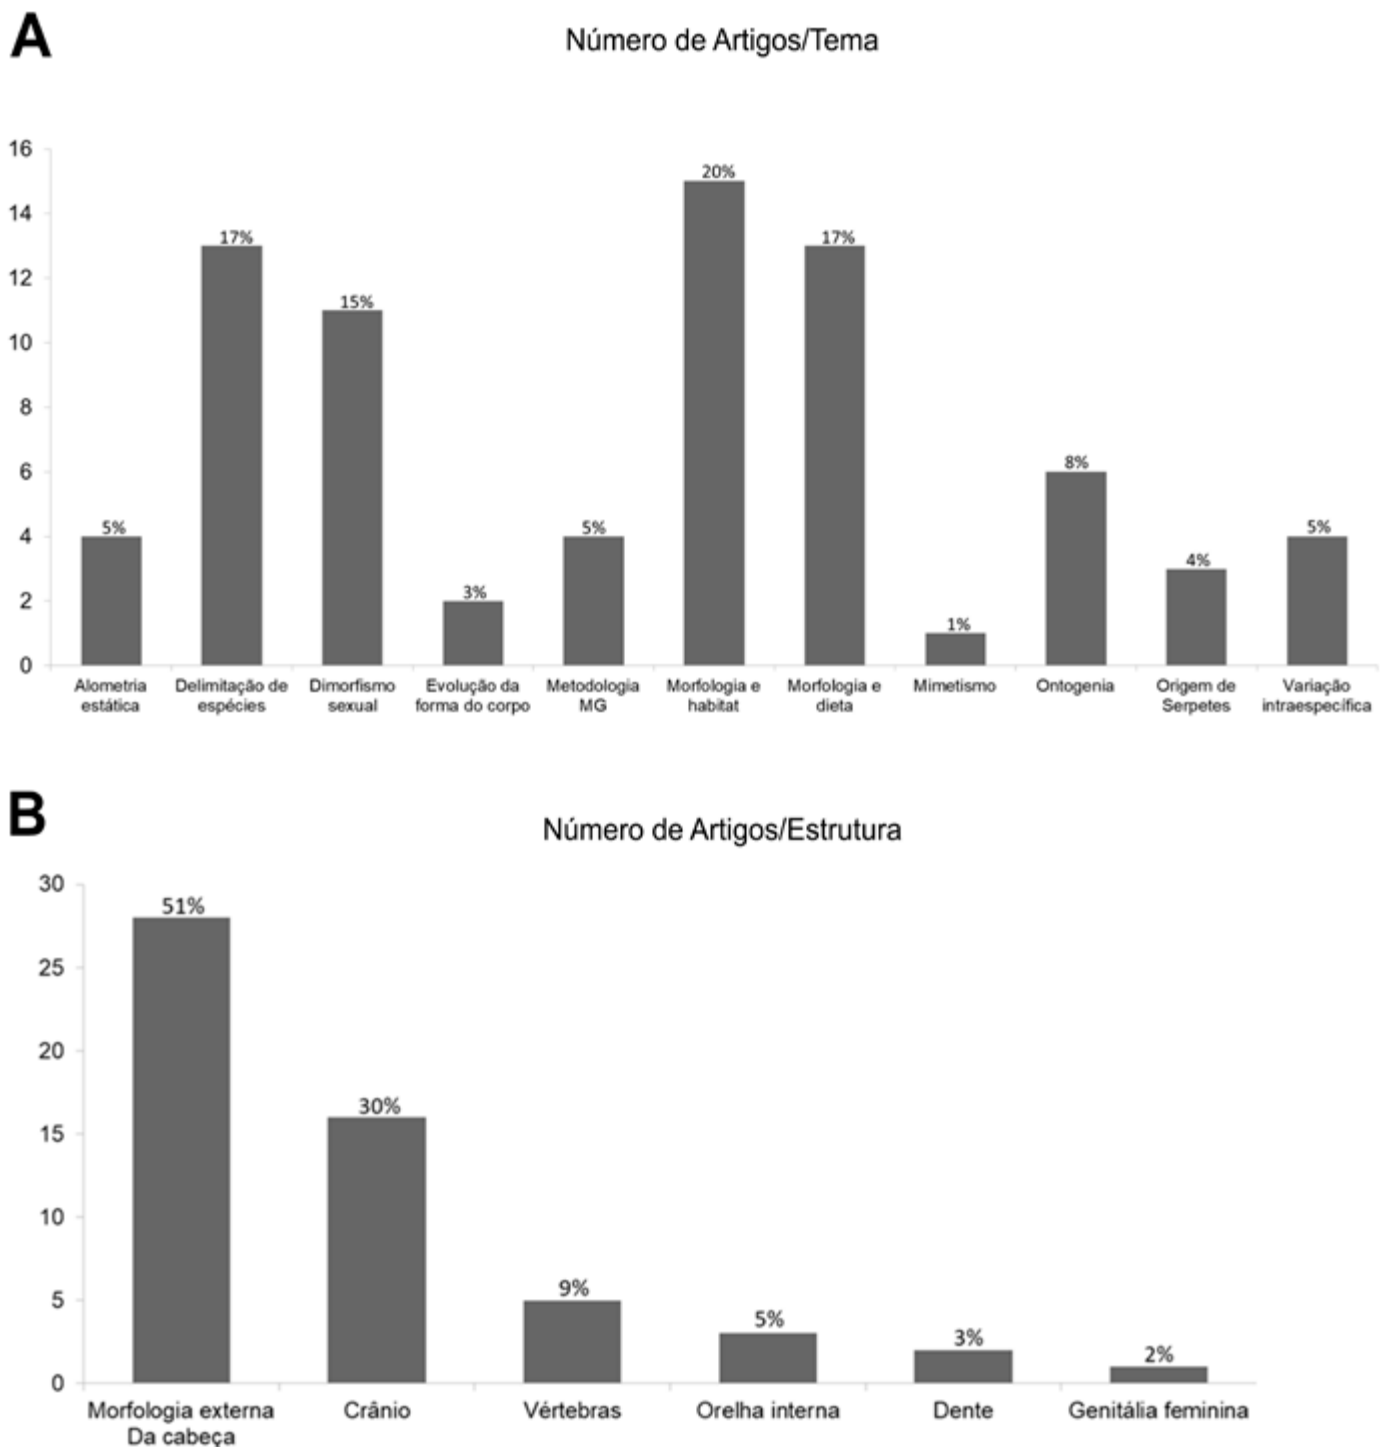 A
Número de Artigos/Tema
16
14
12
10
8
6
4
2
0
5%
17%
15%
3%
5%
20%
17%
1%
8%
4%
5%
Alometria
estática
Delimitação de
espécies
Dimorfismo
sexual
Evolução da
forma do corpo
Metodologia
MG
Morfologia e
habitat
Morfologia e
dieta
Mimetismo
Ontogenia
Origem de
Serpetes
Variação
intraespecífica
B
Número de Artigos/Estrutura
30
25
20
15
10
5
0
51%
30%
9%
5%
3%
2%
Morfologia externa
Da cabeça
Crânio
Vértebras
Orelha interna
Dente
Genitália feminina